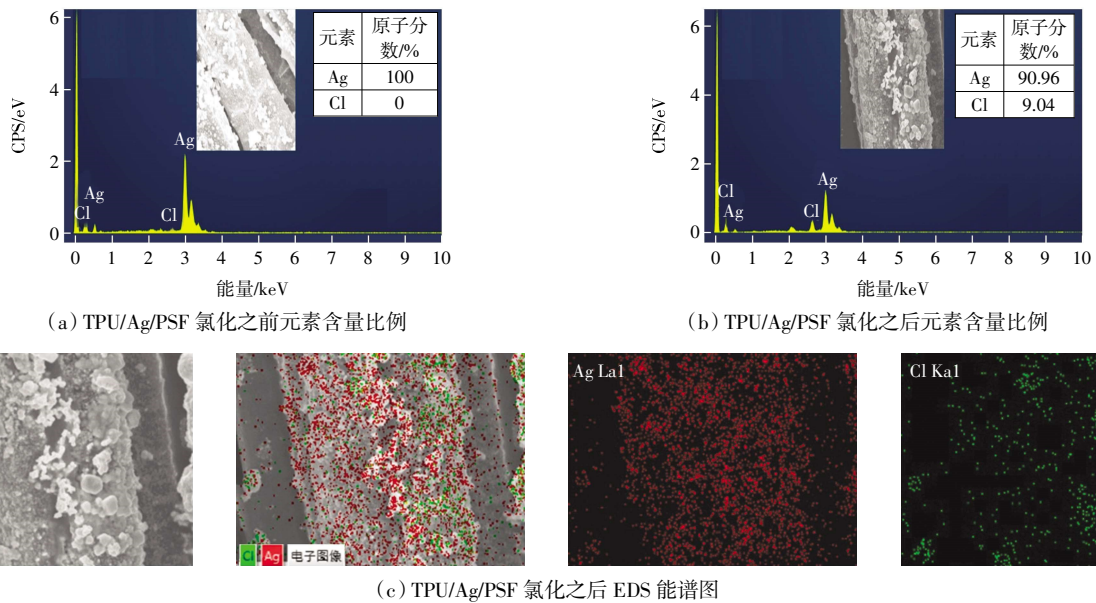 CPS/eV
6
4
2
0
元素 原子分数/%
Ag 100
Cl 0
Ag
Ag
Cl
Cl
0 1 2 3 4 5 6 7 8 9 10
能量/keV
(a) TPU/Ag/PSF 氯化之前元素含量比例
CPS/eV
6
4
2
0
元素 原子分数/%
Ag 90.96
Cl 9.04
Ag
Cl
Cl
Ag
0 1 2 3 4 5 6 7 8 9 10
能量/keV
(b) TPU/Ag/PSF 氯化之后元素含量比例
Cl Ag 电子图像
Ag La1
Cl Ka1
(c) TPU/Ag/PSF 氯化之后 EDS 能谱图